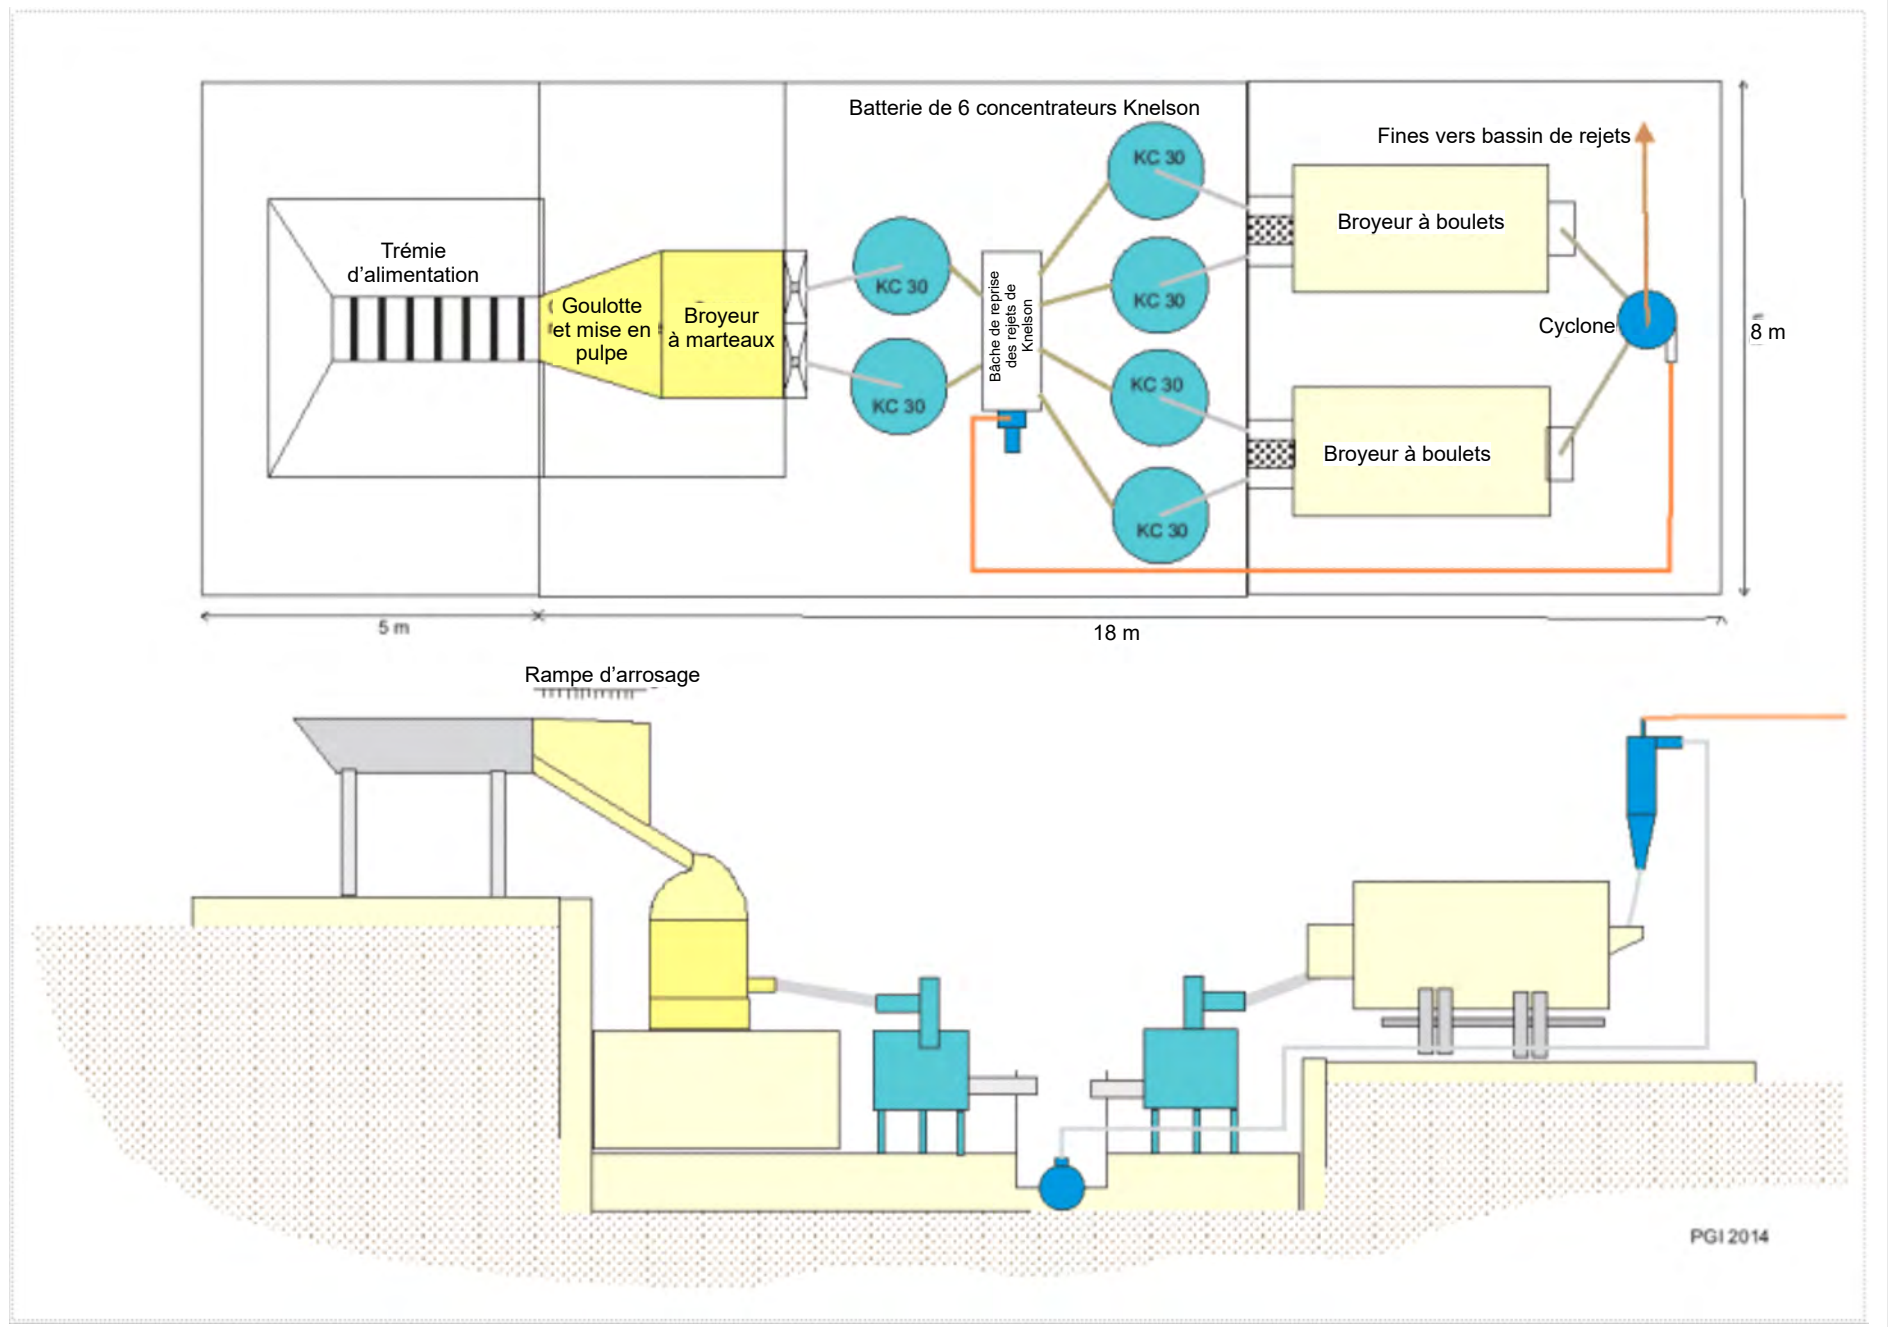 Batterie de 6 concentrateurs Knelson
Fines vers bassin de rejets
KC 30
Broyeur à boulets
Trémie
d’alimentation
KC 30
KC 30
Goulotte
et mise en
pulpe
Broyeur
à marteaux
Bâche de reprise
des rejets de
Knelson
Cyclone
8 m
KC 30
KC 30
Broyeur à boulets
KC 30
5 m
18 m
Rampe d’arrosage
PGI 2014